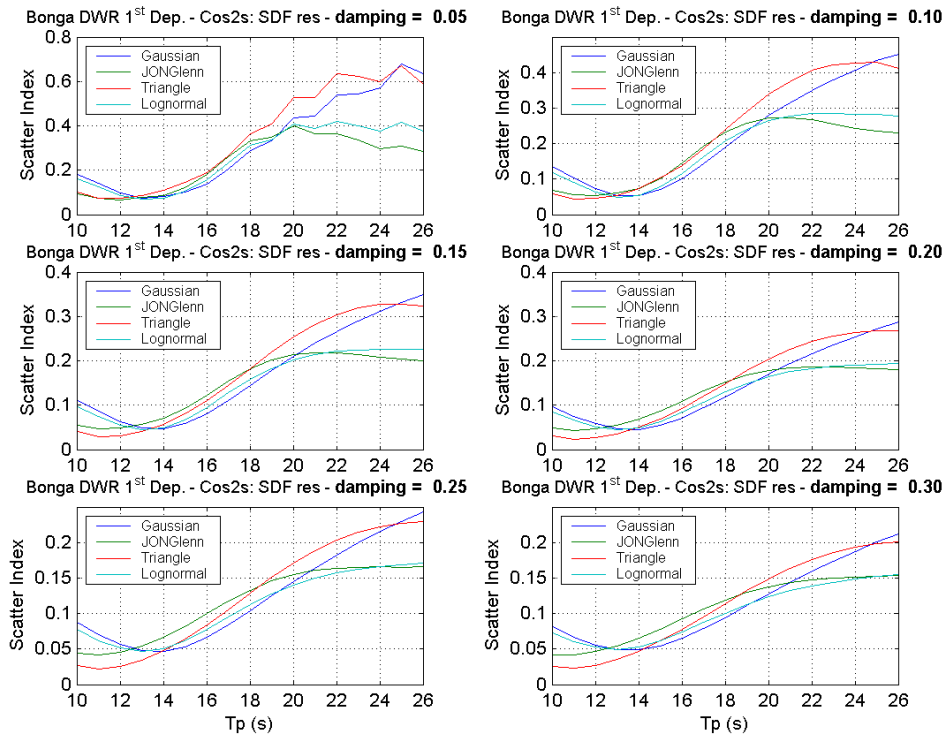 Bonga DWR 1st Dep. - Cos2s: SDF res - damping = 0.05
Scatter Index
0.8
0.6
0.4
0.2
0
Gaussian
JONGlenn
Triangle
Lognormal
10 12 14 16 18 20 22 24 26
Bonga DWR 1st Dep. - Cos2s: SDF res - damping = 0.10
Scatter Index
0.4
0.3
0.2
0.1
0
Gaussian
JONGlenn
Triangle
Lognormal
10 12 14 16 18 20 22 24 26
Bonga DWR 1st Dep. - Cos2s: SDF res - damping = 0.15
Scatter Index
0.4
0.3
0.2
0.1
0
Gaussian
JONGlenn
Triangle
Lognormal
10 12 14 16 18 20 22 24 26
Bonga DWR 1st Dep. - Cos2s: SDF res - damping = 0.20
Scatter Index
0.4
0.3
0.2
0.1
0
Gaussian
JONGlenn
Triangle
Lognormal
10 12 14 16 18 20 22 24 26
Bonga DWR 1st Dep. - Cos2s: SDF res - damping = 0.25
Scatter Index
0.2
0.15
0.1
0.05
0
Gaussian
JONGlenn
Triangle
Lognormal
10 12 14 16 18 20 22 24 26
Tp (s)
Bonga DWR 1st Dep. - Cos2s: SDF res - damping = 0.30
Scatter Index
0.2
0.15
0.1
0.05
0
Gaussian
JONGlenn
Triangle
Lognormal
10 12 14 16 18 20 22 24 26
Tp (s)